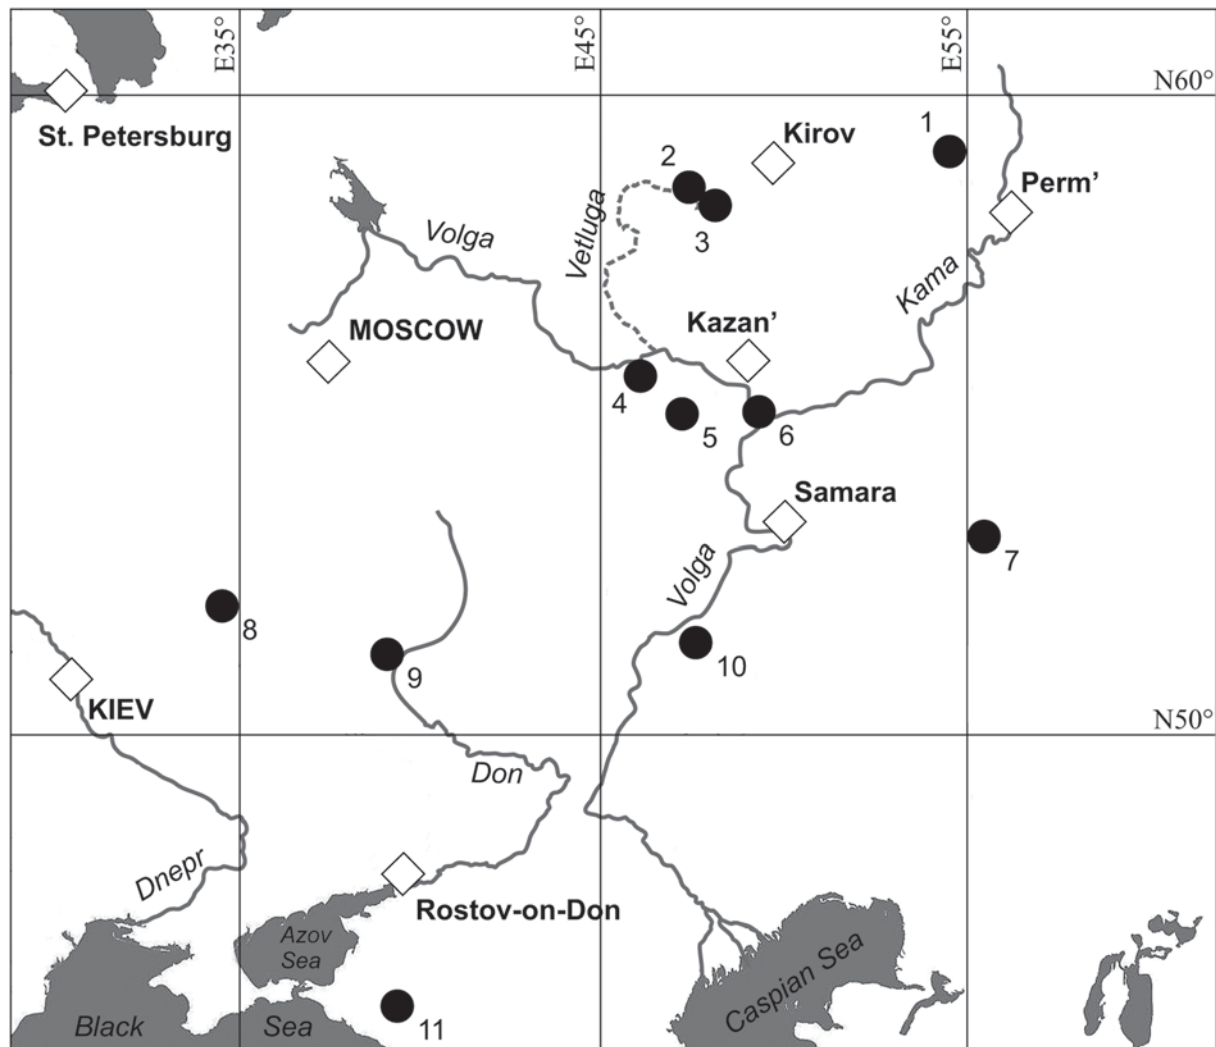 E35°
E45°
E55°
N60°
St. Petersburg
1
Kirov
2
Perm’
3
Vetluga
Volga
Kama
MOSCOW
Kazan’
4
5
6
Samara
7
Volga
8
9
10
KIEV
N50°
Don
Dnepr
Rostov-on-Don
Azov
Sea
Caspian Sea
Black Sea
11